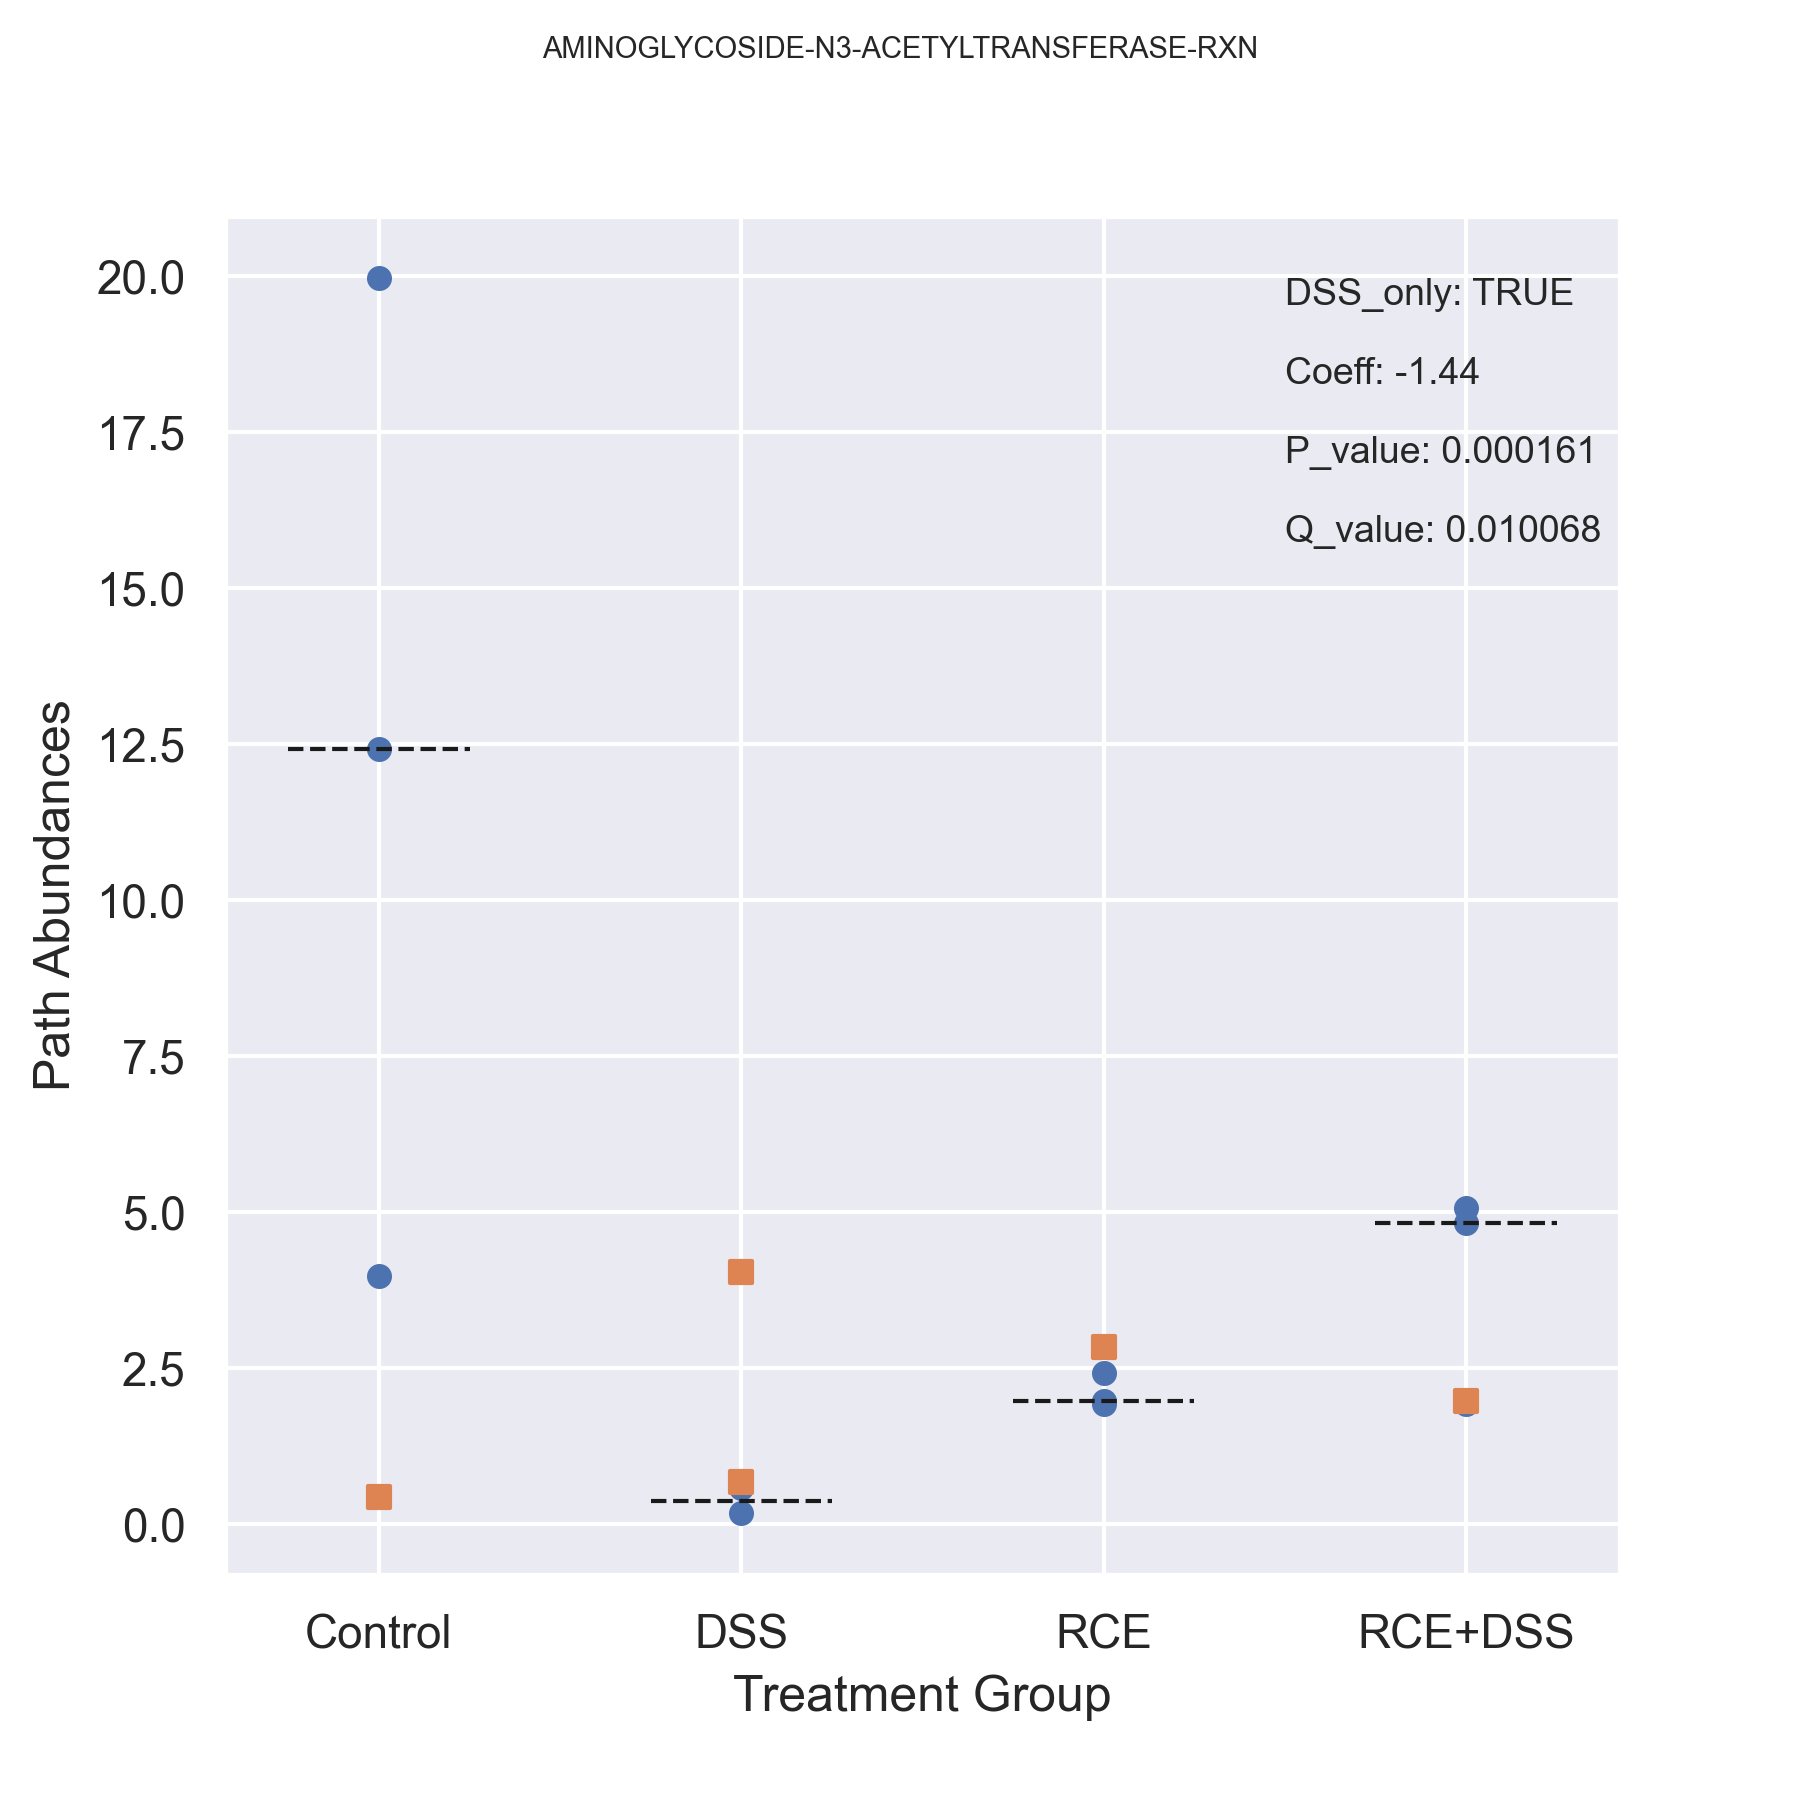 AMINOGLYCOSIDE-N3-ACETYLTRANSFERASE-RXN
20.0
17.5
15.0
12.5
10.0
7.5
5.0
2.5
0.0
Path Abundances
DSS_only: TRUE
Coeff: -1.44
P_value: 0.000161
Q_value: 0.010068
Control DSS RCE RCE+DSS
Treatment Group